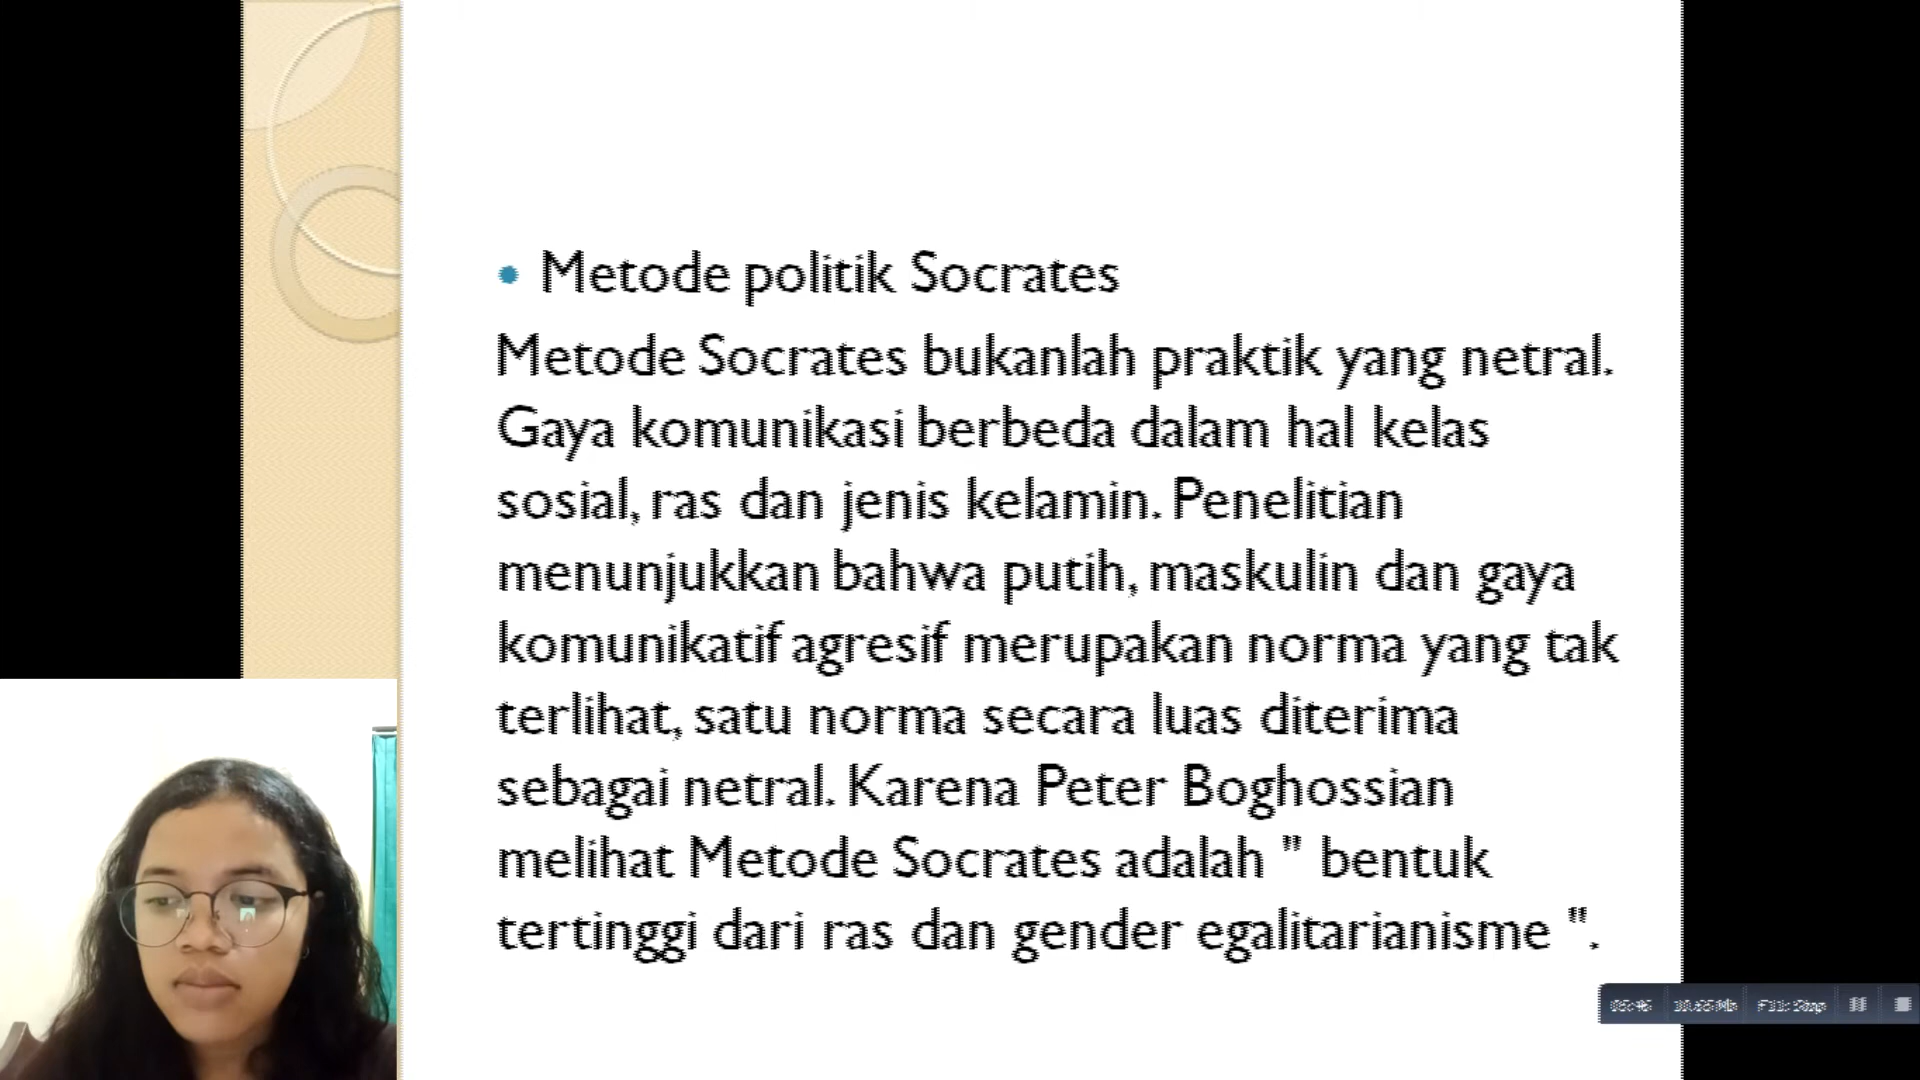 Metode politik Socrates
Metode Socrates bukanlah praktik yang netral.
Gaya komunikasi berbeda dalam hal kelas
sosial, ras dan jenis kelamin. Penelitian
menunjukkan bahwa putih, maskulin dan gaya
komunikatif agresif merupakan norma yang tak
terlihat, satu norma secara luas diterima
sebagai netral. Karena Peter Boghossian
melihat Metode Socrates adalah " bentuk
tertinggi dari ras dan gender egalitarianisme ".
F11: Stop